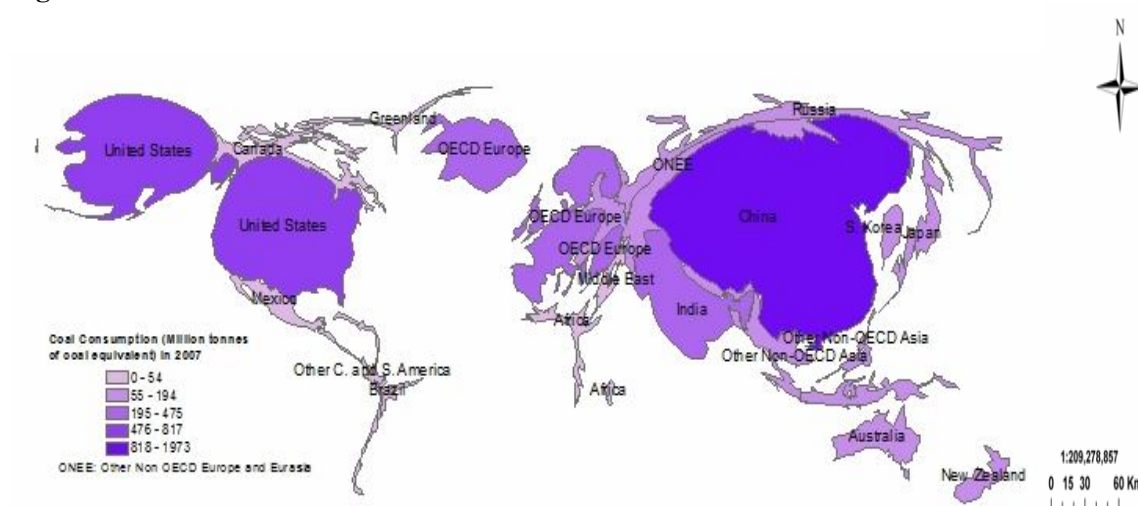 N
Greenland
Russia
United States
Canada
OECD Europe
ONEE
United States
OECD Europe
China
S. Korea
Japan
OECD Europe
Middle East
Mexico
India
Africa
Other Non-OECD Asia
Other Non-OECD Asia
Other C. and S. America
Brazil
Africa
Australia
New Zealand
Coal Consumption (Million tonnes
of coal equivalent) in 2007
0 - 54
55 - 194
195 - 475
476 - 817
818 - 1973
ONEE: Other Non OECD Europe and Eurasia
1:209,278,857
0 15 30 60 Km